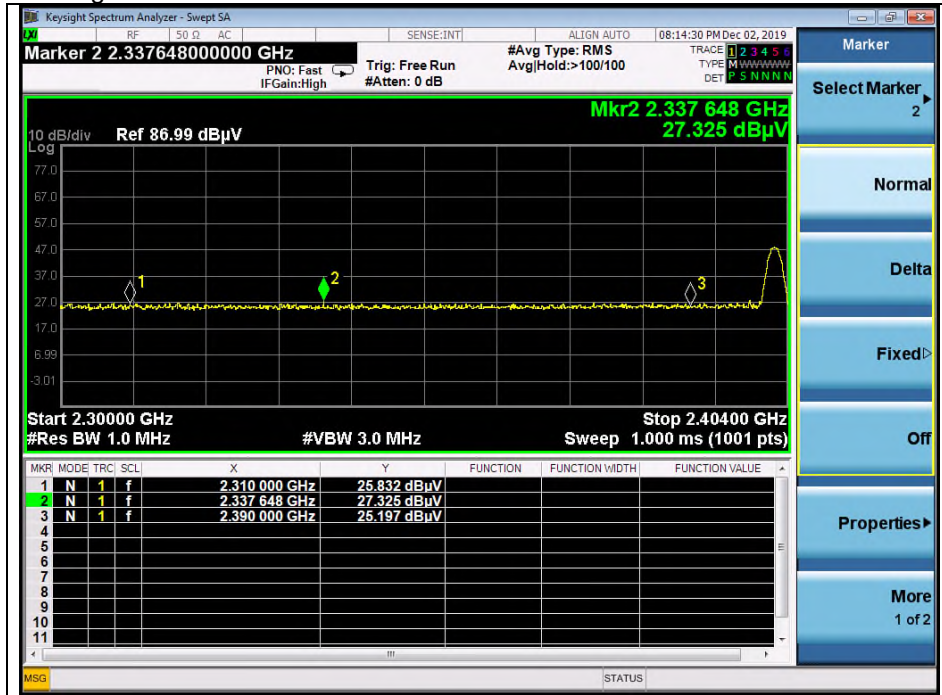 Keysight Spectrum Analyzer - Swept SA
LXI RF 50 Ω AC SENSE:INT ALIGN AUTO 08:14:30 PM Dec 02, 2019
Marker 2 2.337648000000 GHz
PNO: Fast
IFGain:High
Trig: Free Run
#Atten: 0 dB
#Avg Type: RMS
Avg|Hold:>100/100
TRACE 1 2 3 4 5 6
TYPE M W W W W W
DET P S N N N N
Mkr2 2.337 648 GHz
27.325 dBµV
10 dB/div Ref 86.99 dBµV
Log
77.0
67.0
57.0
47.0
37.0
27.0
17.0
6.99
-3.01
1
2
3
Start 2.30000 GHz Stop 2.40400 GHz
#Res BW 1.0 MHz #VBW 3.0 MHz Sweep 1.000 ms (1001 pts)
MKR MODE TRC SCL X Y FUNCTION FUNCTION WIDTH FUNCTION VALUE
1 N 1 f 2.310 000 GHz 25.832 dBµV
2 N 1 f 2.337 648 GHz 27.325 dBµV
3 N 1 f 2.390 000 GHz 25.197 dBµV
4
5
6
7
8
9
10
11
MSG STATUS
Marker
Select Marker
2
Normal
Delta
Fixed
Off
Properties
More
1 of 2